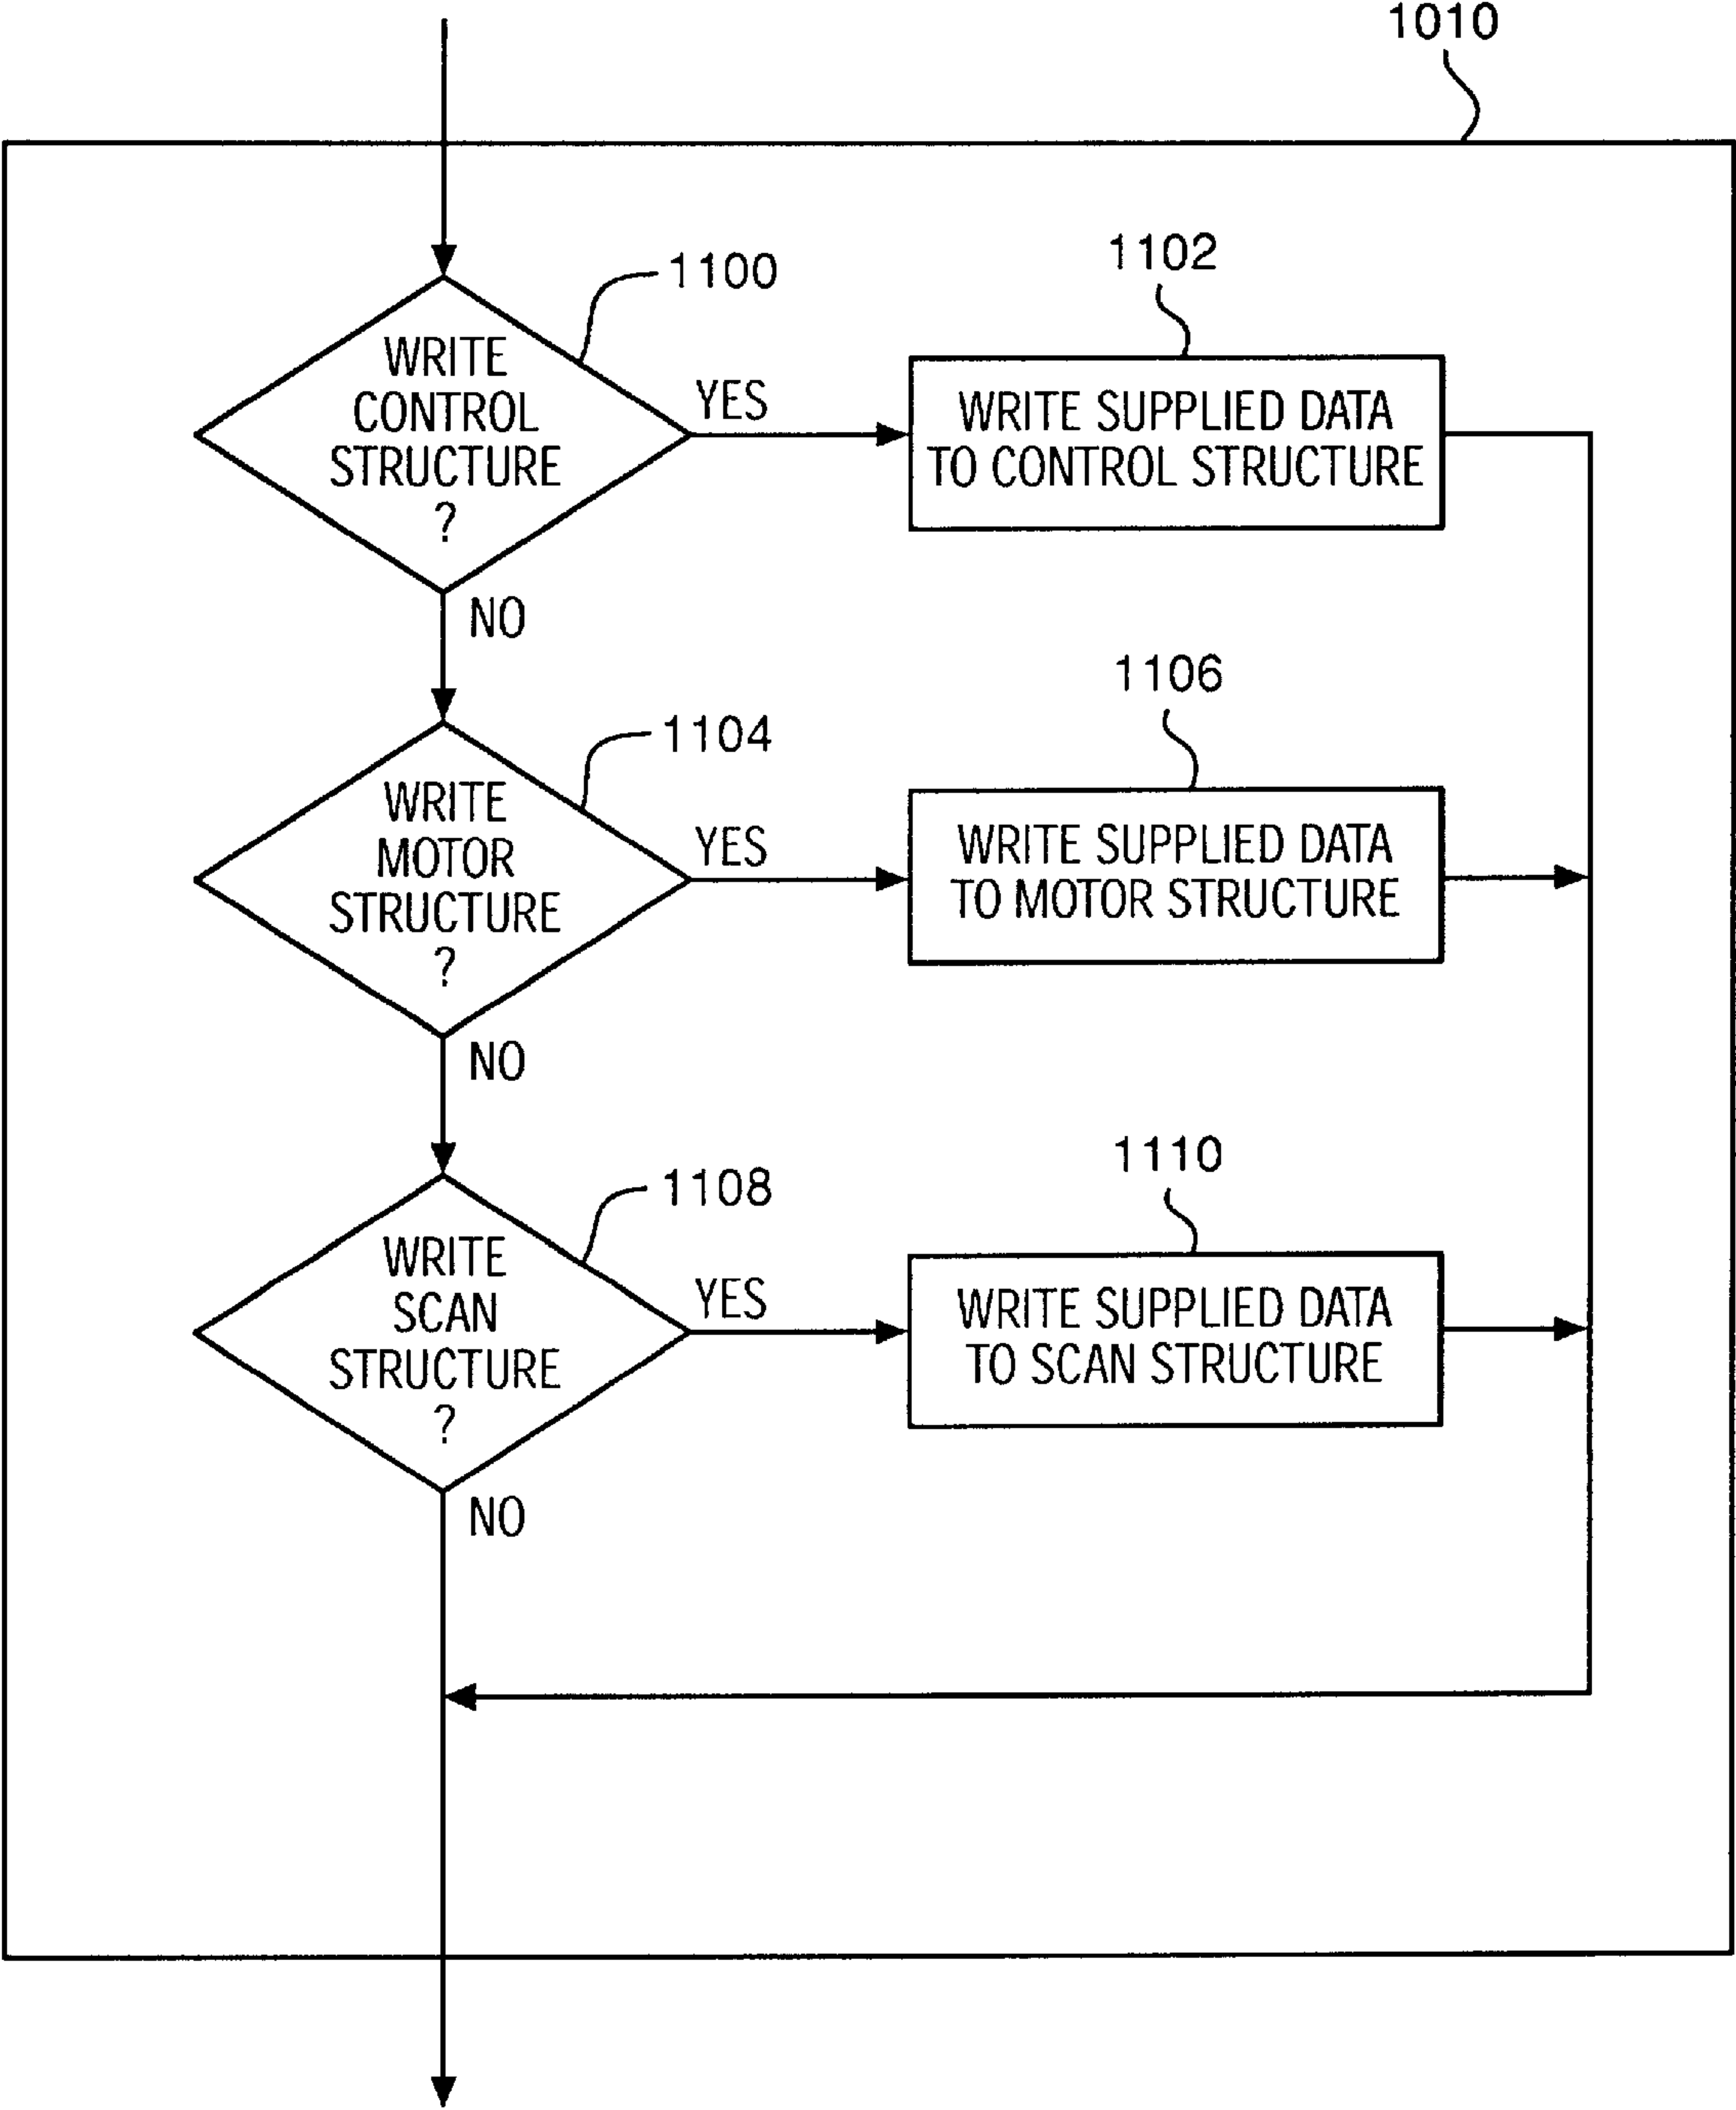 1010
1100
WRITE
CONTROL
STRUCTURE
?
YES
NO
1102
WRITE SUPPLIED DATA
TO CONTROL STRUCTURE
1104
WRITE
MOTOR
STRUCTURE
?
YES
NO
1106
WRITE SUPPLIED DATA
TO MOTOR STRUCTURE
1108
WRITE
SCAN
STRUCTURE
?
YES
NO
1110
WRITE SUPPLIED DATA
TO SCAN STRUCTURE